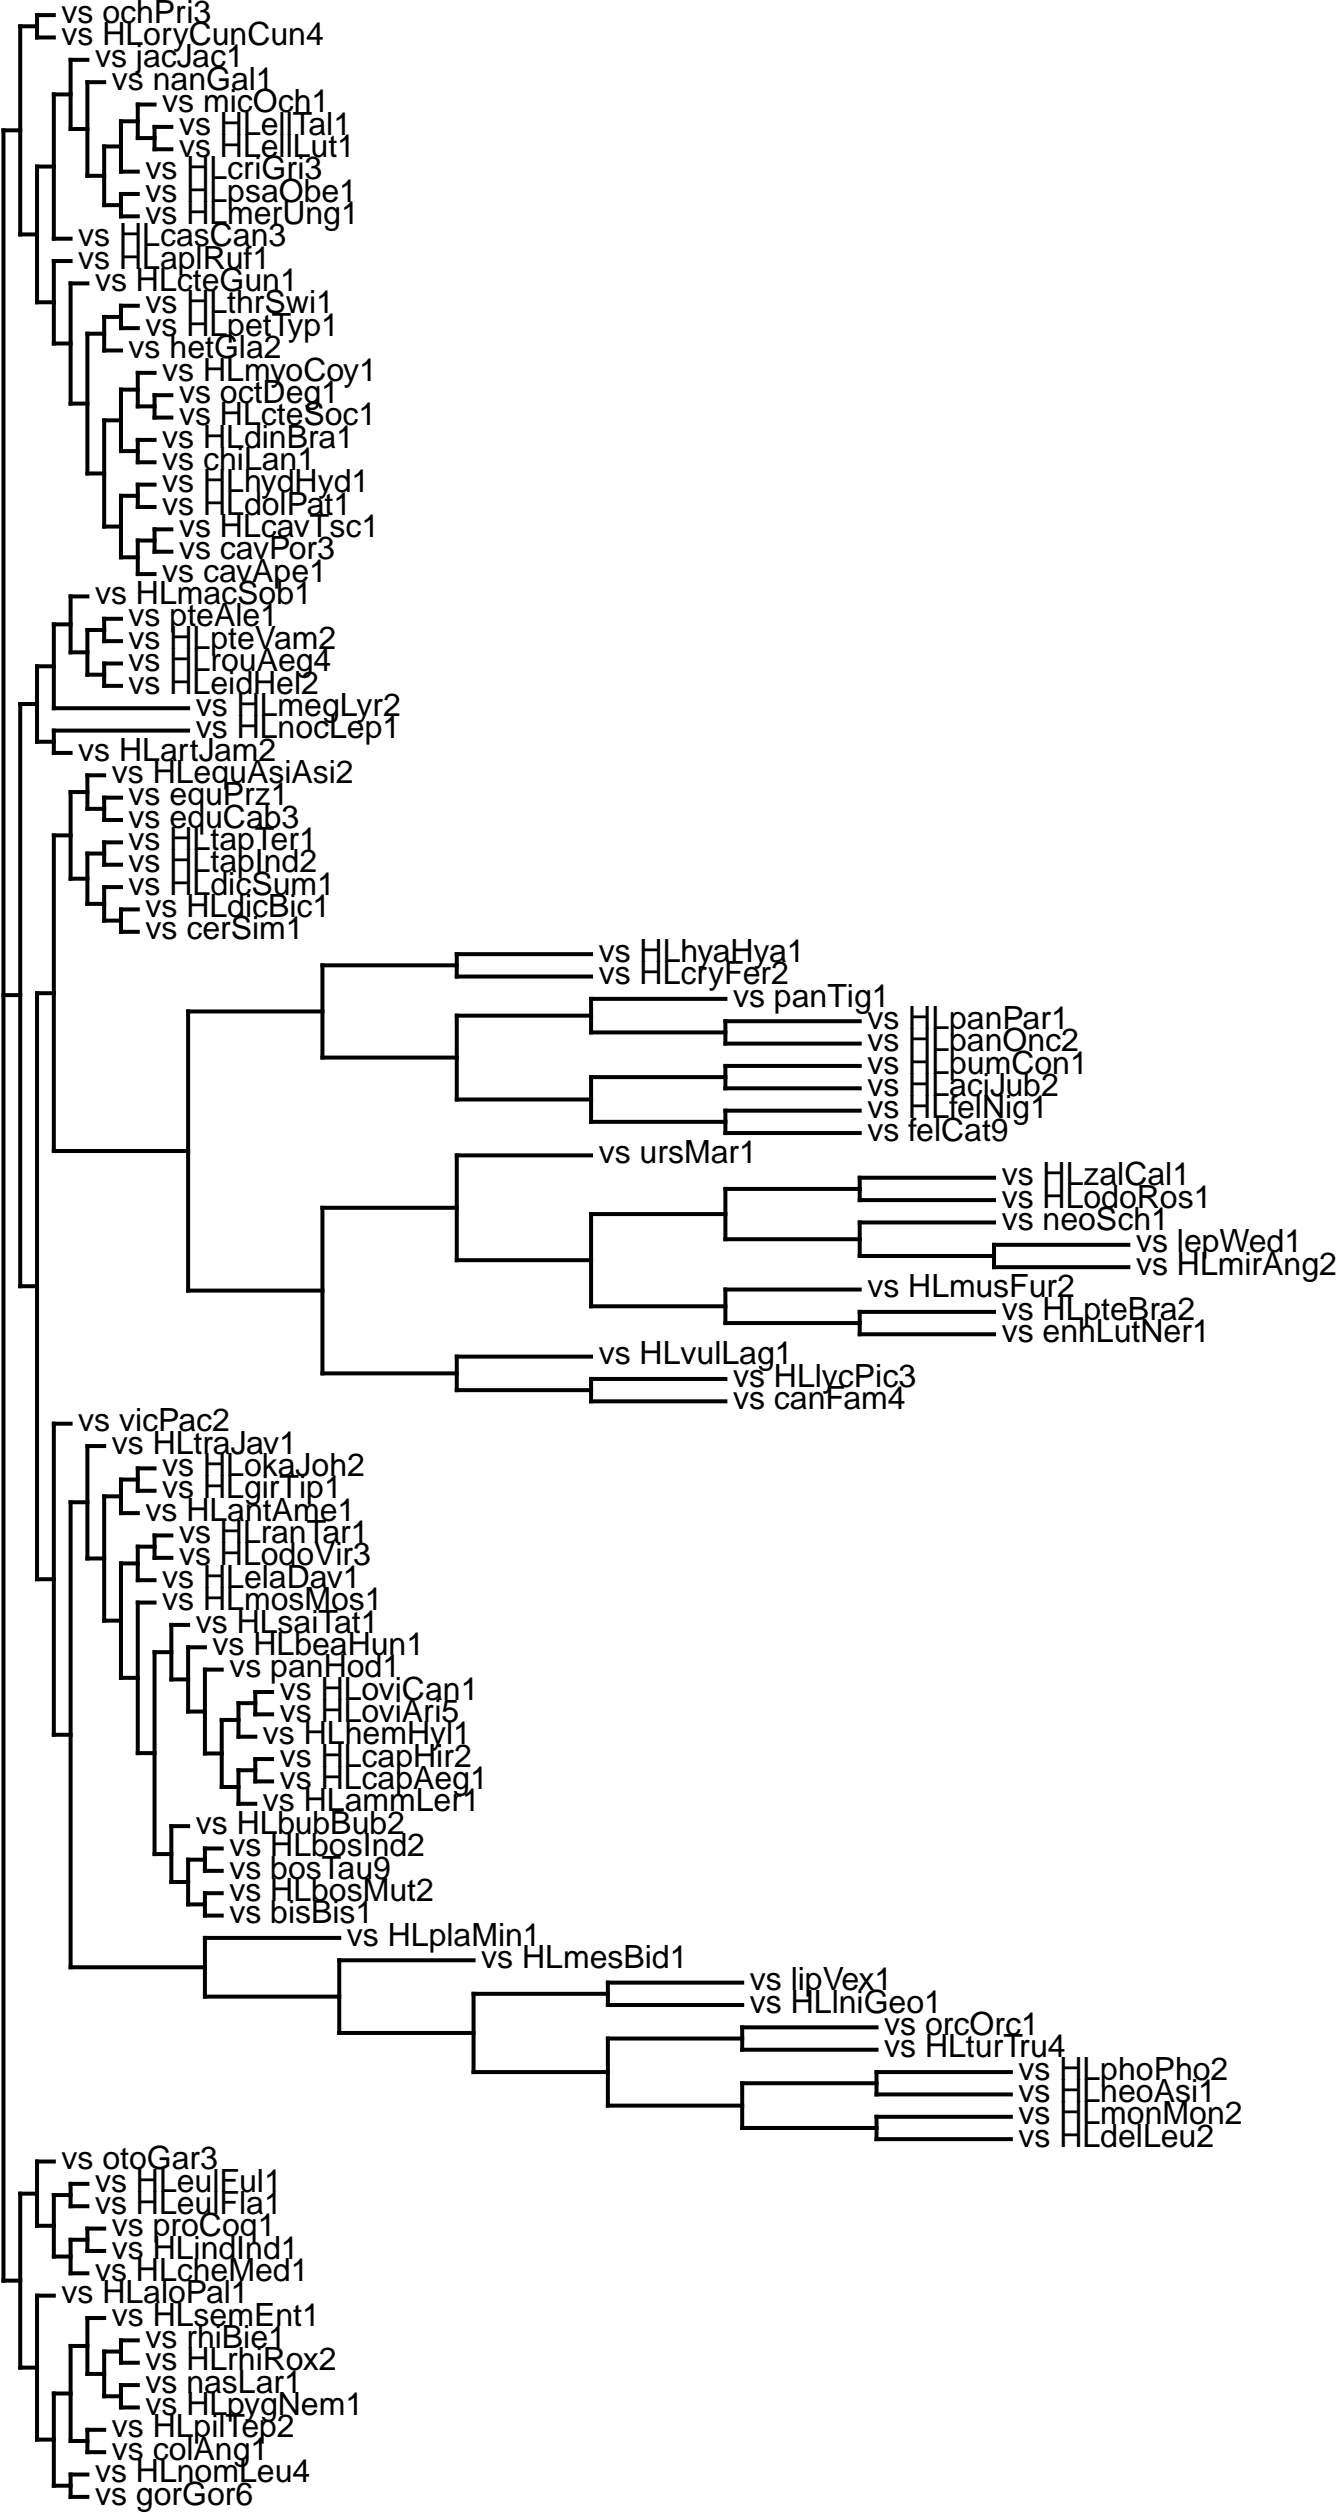 vs ochPri3
vs HLoryCunCun4
vs jacJac1
vs nanGal1
vs micOch1
vs HLellTal1
vs HLellLut1
vs HLcriGri3
vs HLpsaObe1
vs HLmerUng1
vs HLcasCan3
vs HLaplRuf1
vs HLcteGun1
vs HLthrSwi1
vs HLpetTyp1
vs hetGla2
vs HLmyoCoy1
vs octDeg1
vs HLcteSoc1
vs HLdinBra1
vs chiLan1
vs HLhydHyd1
vs HLdolPat1
vs HLcavTsc1
vs cavPor3
vs cavApe1
vs HLmacSob1
vs pteAle1
vs HLpteVam2
vs HLrouAeg4
vs HLeidHel2
vs HLmegLyr2
vs HLnocLep1
vs HLartJam2
vs HLequAsiAsi2
vs equPrz1
vs equCab3
vs HLtapTer1
vs HLtapInd2
vs HLdicSum1
vs HLdicBic1
vs cerSim1
vs HLhyaHya1
vs HLcryFer2
vs panTig1
vs HLpanPar1
vs HLpanOnc2
vs HLpumCon1
vs HLaciJub2
vs HLfelNig1
vs felCat9
vs ursMar1
vs HLzalCal1
vs HLodoRos1
vs neoSch1
vs lepWed1
vs HLmirAng2
vs HLmusFur2
vs HLpteBra2
vs enhLutNer1
vs HLvulLag1
vs HLlycPic3
vs canFam4
vs vicPac2
vs HLtraJav1
vs HLokaJoh2
vs HLgirTip1
vs HLantAme1
vs HLranTar1
vs HLodoVir3
vs HLelaDav1
vs HLmosMos1
vs HLsaiTat1
vs HLbeaHun1
vs panHod1
vs HLoviCan1
vs HLoviAri5
vs HLhemHyl1
vs HLcapHir2
vs HLcapAeg1
vs HLammLer1
vs HLbubBub2
vs HLbosInd2
vs bosTau9
vs HLbosMut2
vs bisBis1
vs HLplaMin1
vs HLmesBid1
vs lipVex1
vs HLiniGeo1
vs orcOrc1
vs HLturTru4
vs HLphoPho2
vs HLneoAsi1
vs HLmonMon2
vs HLdelLeu2
vs otoGar3
vs HLeulFul1
vs HLeulFla1
vs proCoq1
vs HLindInd1
vs HLcheMed1
vs HLaloPal1
vs HLsemEnt1
vs rhiBie1
vs HLrhiRox2
vs nasLar1
vs HLpygNem1
vs HLpilTep2
vs colAng1
vs HLnomLeu4
vs gorGor6